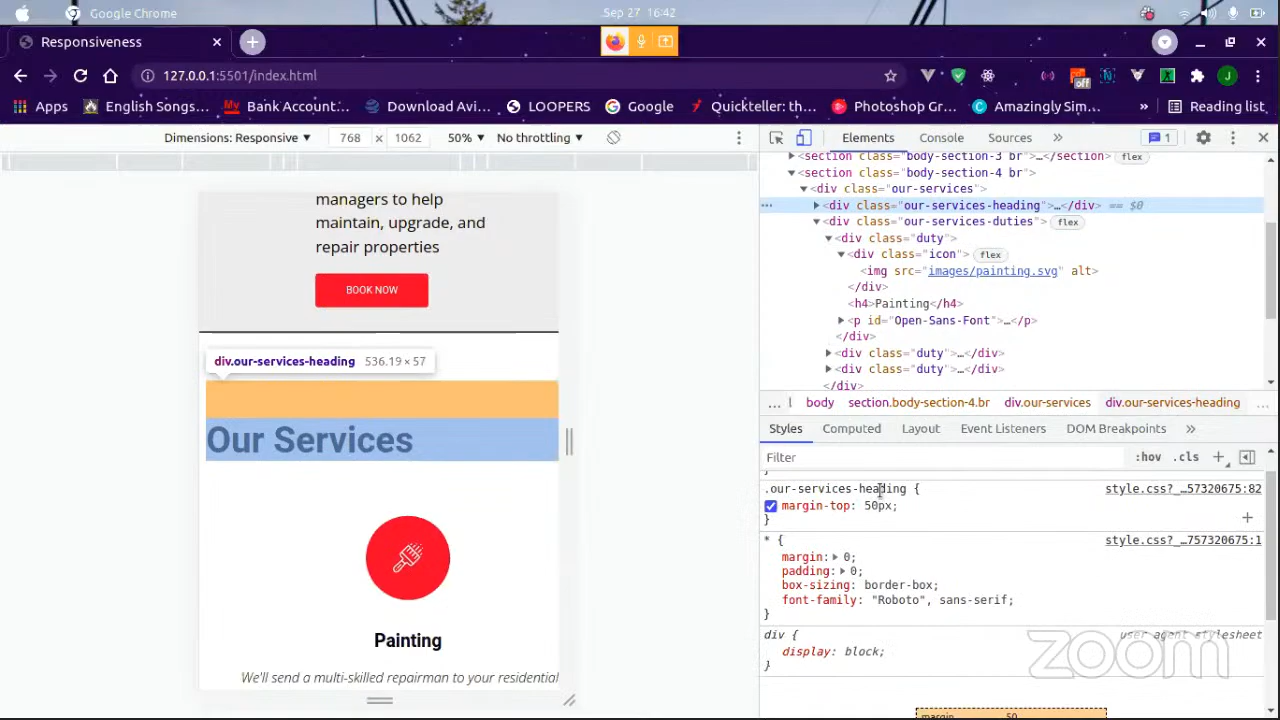 Google Chrome
Sep 27 16:42
Responsiveness
127.0.0.1:5501/index.html
off
J
Apps
English Songs...
My Bank Account:...
Download Avi...
LOOPERS
Google
Quickteller: th...
Photoshop Gr...
C Amazingly Sim...
»
Reading list
Dimensions: Responsive
768 × 1062
50%
No throttling
Elements
Console
Sources
»
1
<section class="body-section-3 br">…</section> flex
<section class="body-section-4 br">
<div class="our-services">
<div class="our-services-heading">…</div> == $0
<div class="our-services-duties"> flex
<div class="duty">
<div class="icon"> flex
<img src="images/painting.svg" alt>
</div>
<h4>Painting</h4>
<p id="Open-Sans-Font">…</p>
</div>
<div class="duty">…</div>
<div class="duty">…</div>
</div>
... l body section.body-section-4.br div.our-services div.our-services-heading ...
Styles
Computed
Layout
Event Listeners
DOM Breakpoints
»
Filter
:hov .cls +
}
.our-services-heading {
style.css?_…57320675:82
margin-top: 50px;
}
* {
style.css?_…757320675:1
margin: 0;
padding: 0;
box-sizing: border-box;
font-family: "Roboto", sans-serif;
}
div {
user agent stylesheet
display: block;
}
margin 50
zoom
managers to help
maintain, upgrade, and
repair properties
BOOK NOW
div.our-services-heading 536.19 × 57
Our Services
Painting
We'll send a multi-skilled repairman to your residential